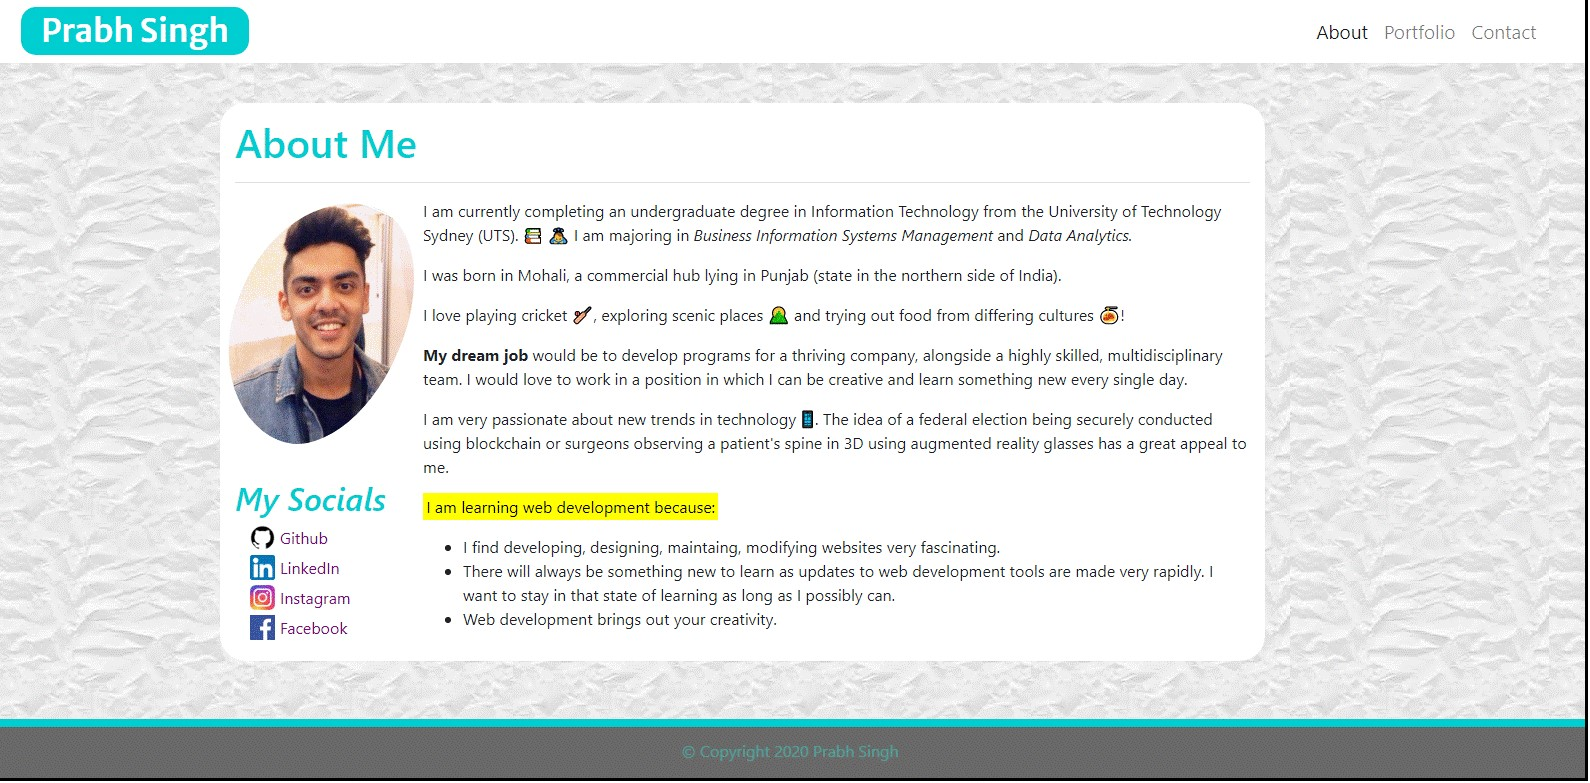 Prabh Singh
About Portfolio Contact
About Me
I am currently completing an undergraduate degree in Information Technology from the University of Technology
Sydney (UTS). 📚 💰 I am majoring in Business Information Systems Management and Data Analytics.
I was born in Mohali, a commercial hub lying in Punjab (state in the northern side of India).
I love playing cricket 🏏, exploring scenic places 🏞 and trying out food from differing cultures 🥘!
My dream job would be to develop programs for a thriving company, alongside a highly skilled, multidisciplinary
team. I would love to work in a position in which I can be creative and learn something new every single day.
I am very passionate about new trends in technology 📱. The idea of a federal election being securely conducted
using blockchain or surgeons observing a patient's spine in 3D using augmented reality glasses has a great appeal to
me.
I am learning web development because:
• I find developing, designing, maintaing, modifying websites very fascinating.
• There will always be something new to learn as updates to web development tools are made very rapidly. I
want to stay in that state of learning as long as I possibly can.
• Web development brings out your creativity.
My Socials
Github
LinkedIn
Instagram
Facebook
© Copyright 2020 Prabh Singh